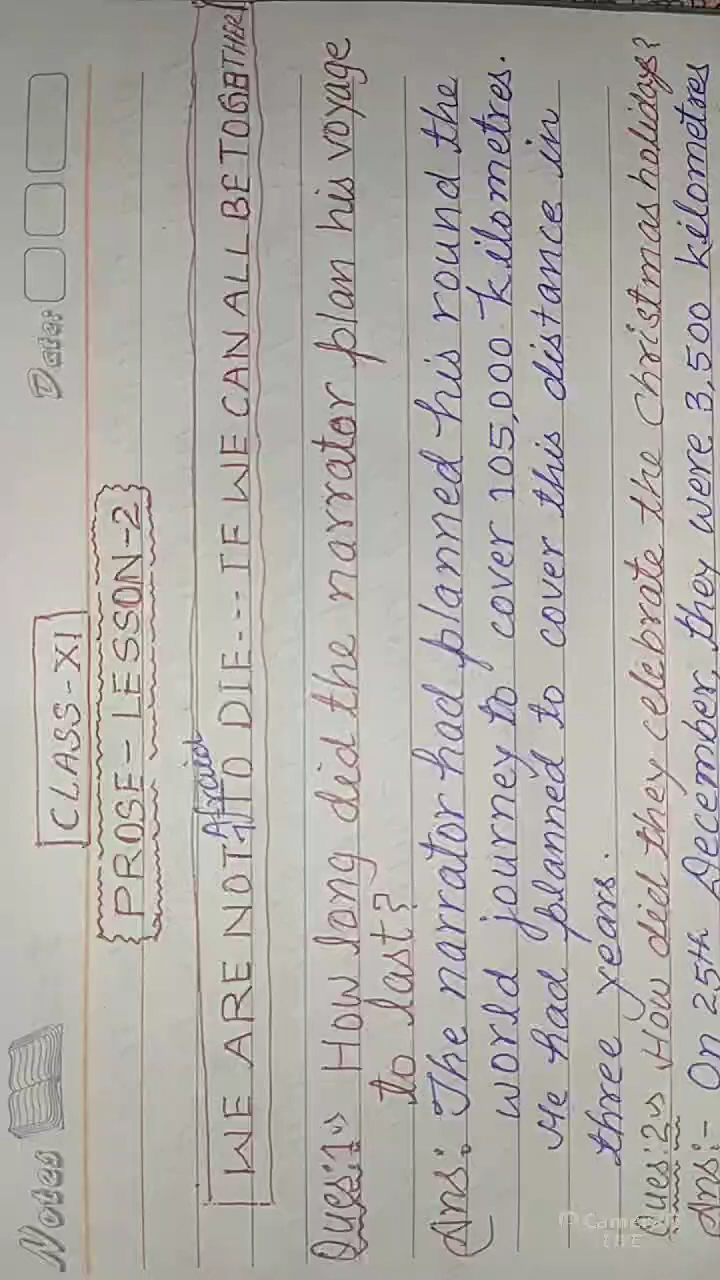 Notes Date:
CLASS-XI
PROSE-LESSON-2
WE ARE NOT Afraid TO DIE--- IF WE CAN ALL BE TOGETHER
Ques:1 How long did the narrator plan his voyage
to last?
Ans: The narrator had planned his round the
world journey to cover 105,000 kilometres.
He had planned to cover this distance in
three years.
Ques:2 How did they celebrate the Christmas holidays?
Ans:- On 25th December, they were 3,500 kilometres